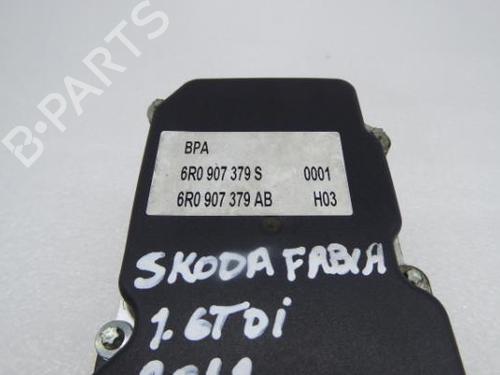 B-PARTS
BPA
6R0 907 379 S 0001
6R0 907 379 AB H03
SKODA FABIA
1.6TDi